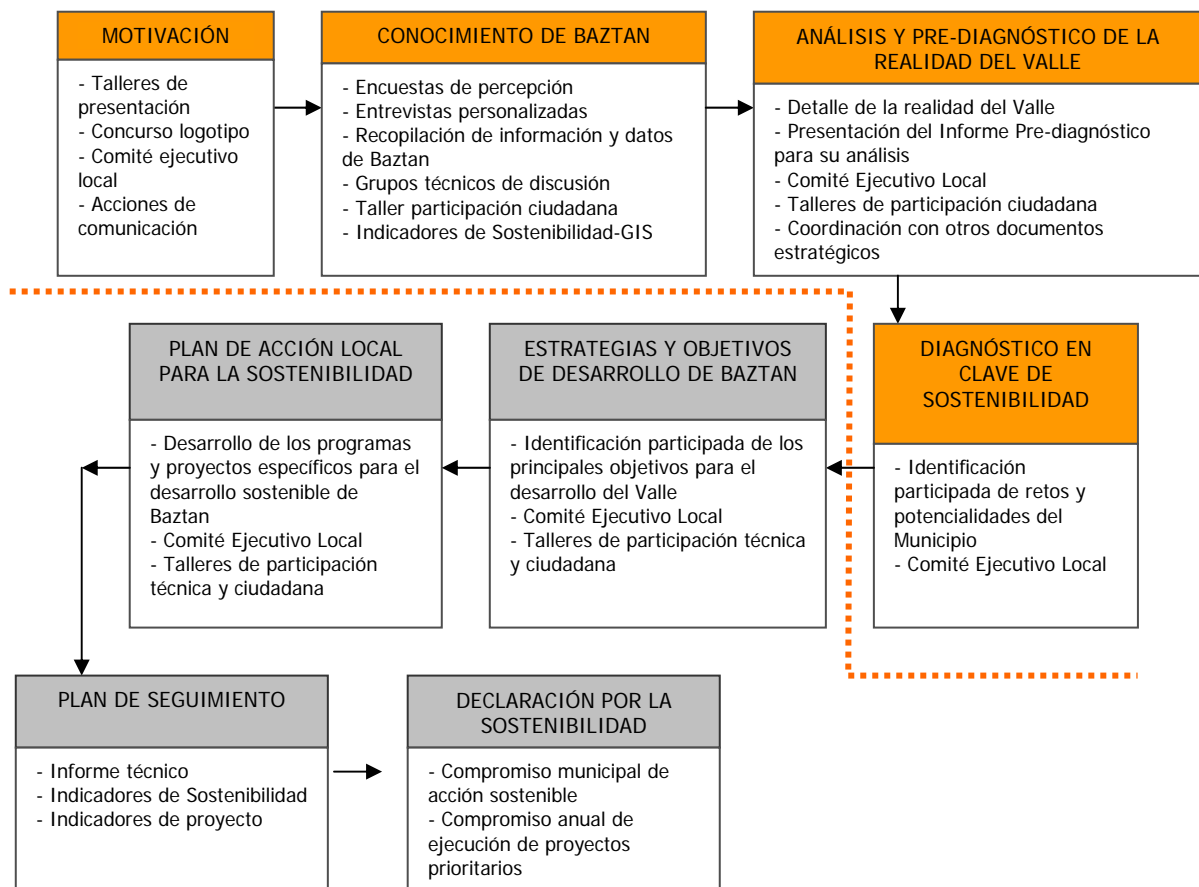 MOTIVACIÓN
- Talleres de
presentación
- Concurso logotipo
- Comité ejecutivo
local
- Acciones de
comunicación
CONOCIMIENTO DE BAZTAN
- Encuestas de percepción
- Entrevistas personalizadas
- Recopilación de información y datos
de Baztan
- Grupos técnicos de discusión
- Taller participación ciudadana
- Indicadores de Sostenibilidad-GIS
ANÁLISIS Y PRE-DIAGNÓSTICO DE LA
REALIDAD DEL VALLE
- Detalle de la realidad del Valle
- Presentación del Informe Pre-diagnóstico
para su análisis
- Comité Ejecutivo Local
- Talleres de participación ciudadana
- Coordinación con otros documentos
estratégicos
DIAGNÓSTICO EN
CLAVE DE
SOSTENIBILIDAD
- Identificación
participada de retos y
potencialidades del
Municipio
- Comité Ejecutivo Local
ESTRATEGIAS Y OBJETIVOS
DE DESARROLLO DE BAZTAN
- Identificación participada de los
principales objetivos para el
desarrollo del Valle
- Comité Ejecutivo Local
- Talleres de participación técnica
y ciudadana
PLAN DE ACCIÓN LOCAL
PARA LA SOSTENIBILIDAD
- Desarrollo de los programas
y proyectos específicos para el
desarrollo sostenible de
Baztan
- Comité Ejecutivo Local
- Talleres de participación
técnica y ciudadana
PLAN DE SEGUIMIENTO
- Informe técnico
- Indicadores de Sostenibilidad
- Indicadores de proyecto
DECLARACIÓN POR LA
SOSTENIBILIDAD
- Compromiso municipal de
acción sostenible
- Compromiso anual de
ejecución de proyectos
prioritarios